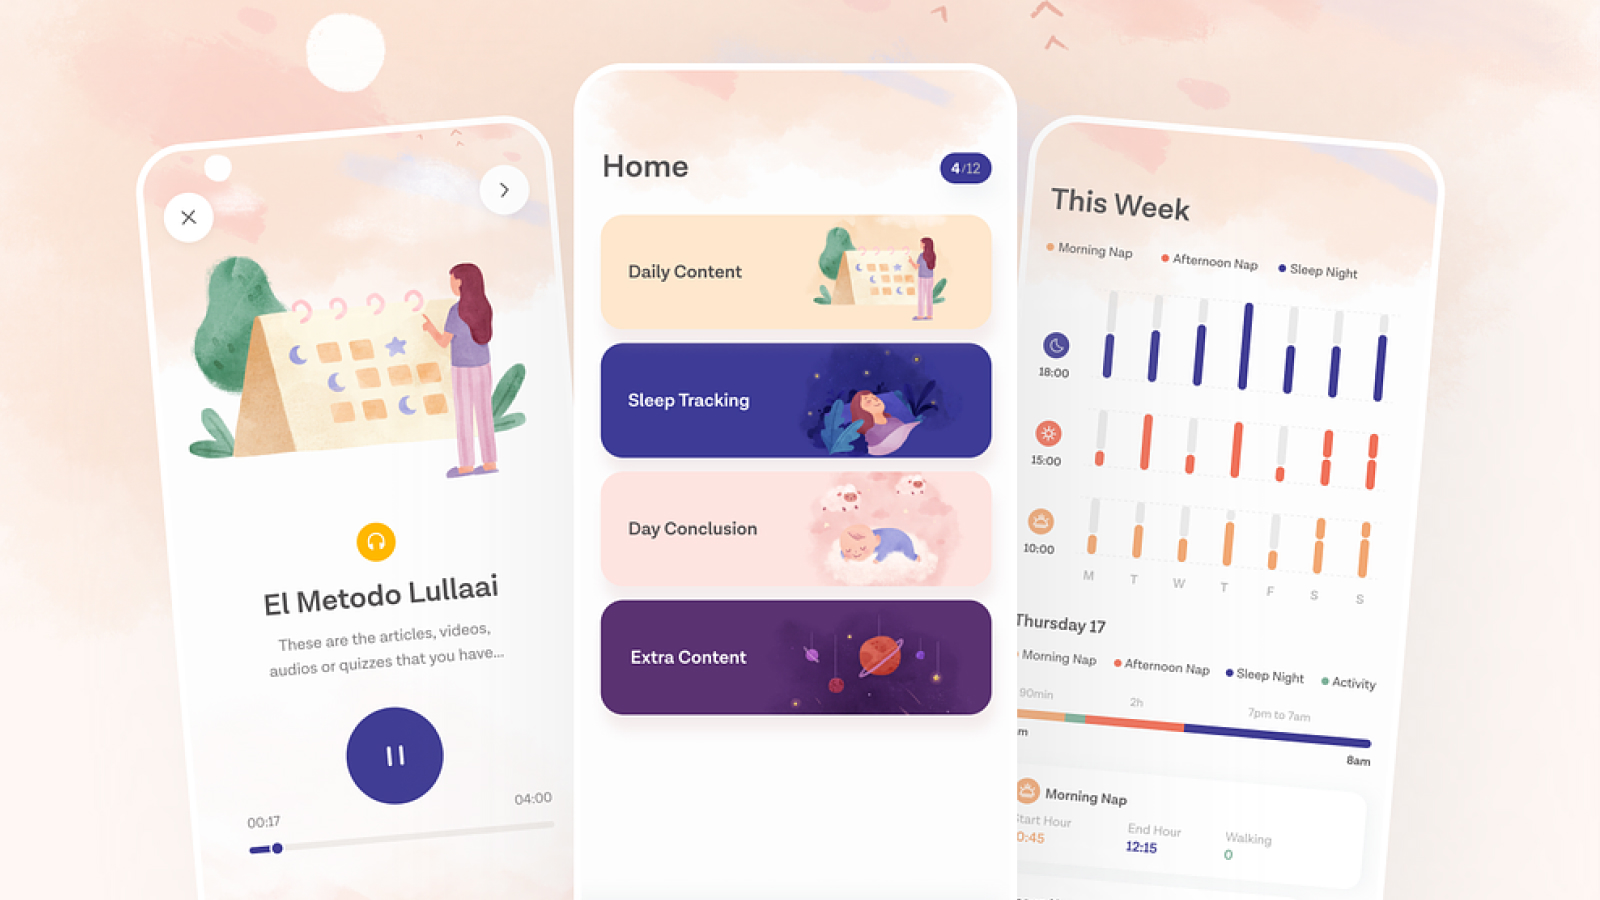 El Metodo Lullaai
These are the articles, videos,
audios or quizzes that you have...
00:17
04:00
Home
4/12
Daily Content
Sleep Tracking
Day Conclusion
Extra Content
This Week
Morning Nap
Afternoon Nap
Sleep Night
18:00
15:00
10:00
M T W T F S S
Thursday 17
Morning Nap
Afternoon Nap
Sleep Night
Activity
90min
2h
7pm to 7am
8am
Morning Nap
Start Hour
End Hour
Walking
0:45
12:15
0